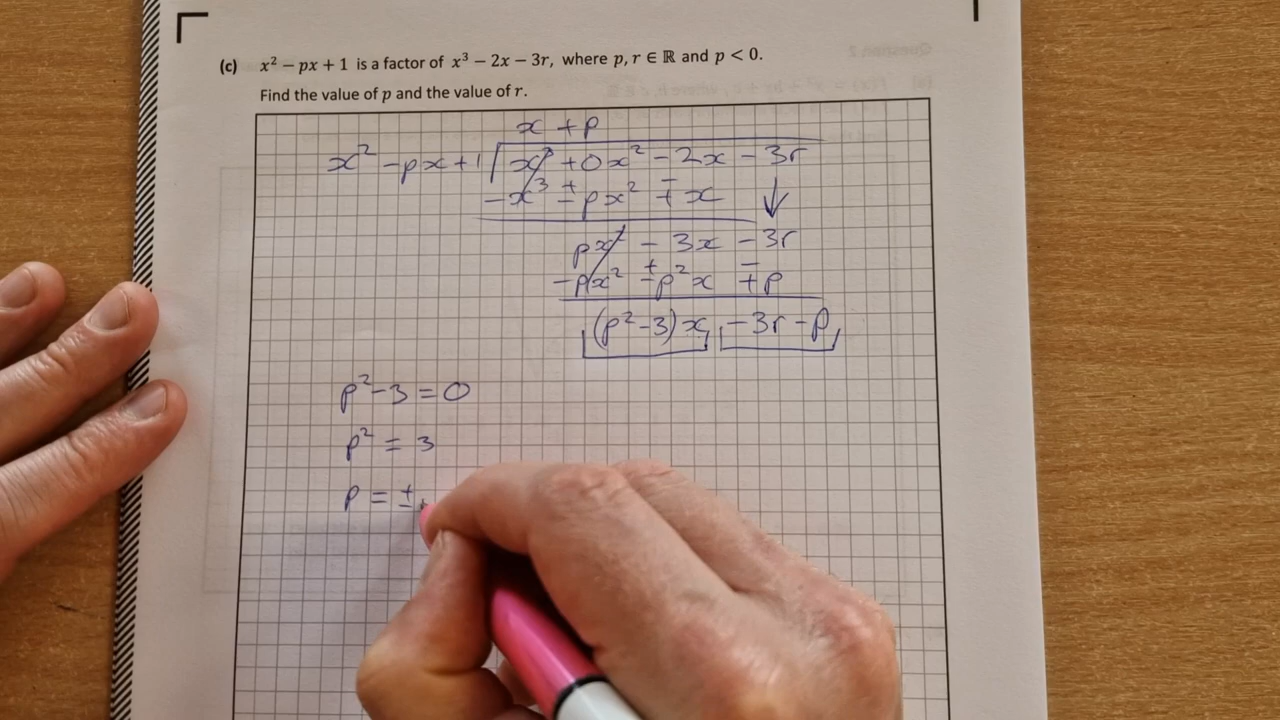 (c) x² − px + 1 is a factor of x³ − 2x − 3r, where p, r ∈ ℝ and p < 0.
Find the value of p and the value of r.
x + p
x² − px + 1 | x³ + 0x² − 2x − 3r
−x³ ± px² ∓ x ↓
px² − 3x − 3r
−px² ± p²x ∓ p
(p² − 3)x − 3r − p
p² − 3 = 0
p² = 3
p = ±